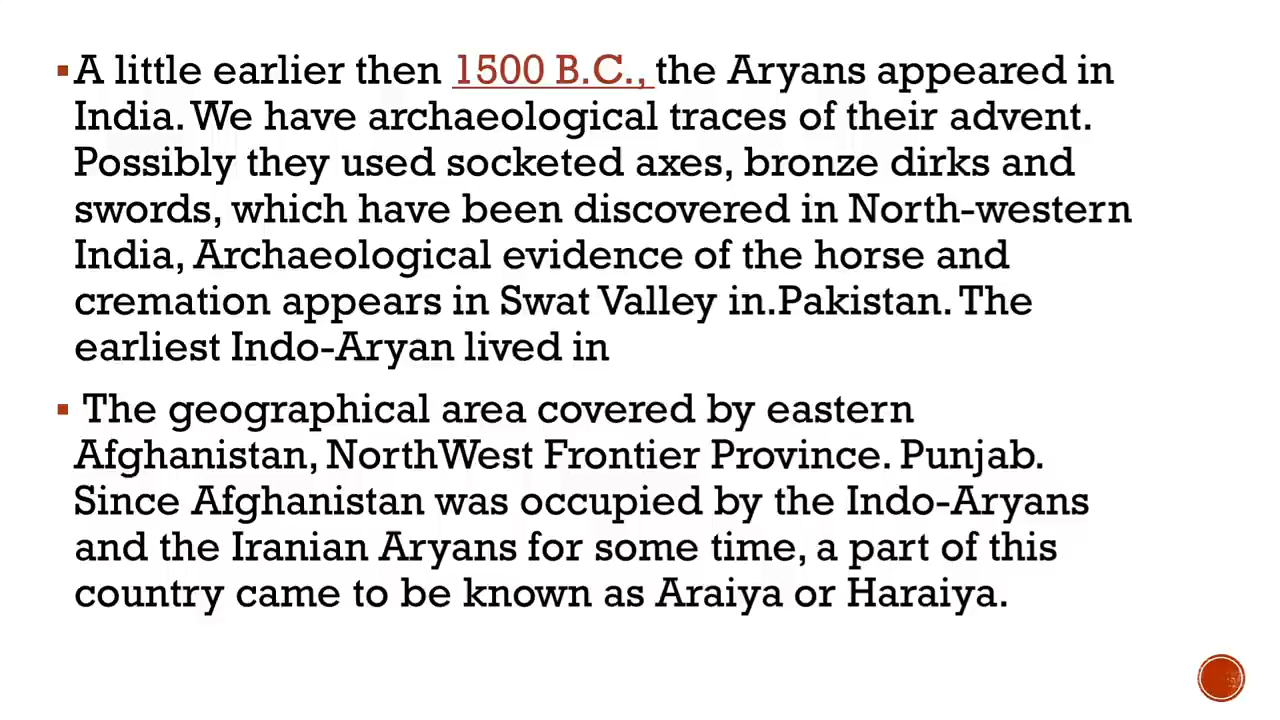 ▪A little earlier then 1500 B.C., the Aryans appeared in
India. We have archaeological traces of their advent.
Possibly they used socketed axes, bronze dirks and
swords, which have been discovered in North-western
India, Archaeological evidence of the horse and
cremation appears in Swat Valley in.Pakistan. The
earliest Indo-Aryan lived in
▪ The geographical area covered by eastern
Afghanistan, NorthWest Frontier Province. Punjab.
Since Afghanistan was occupied by the Indo-Aryans
and the Iranian Aryans for some time, a part of this
country came to be known as Araiya or Haraiya.